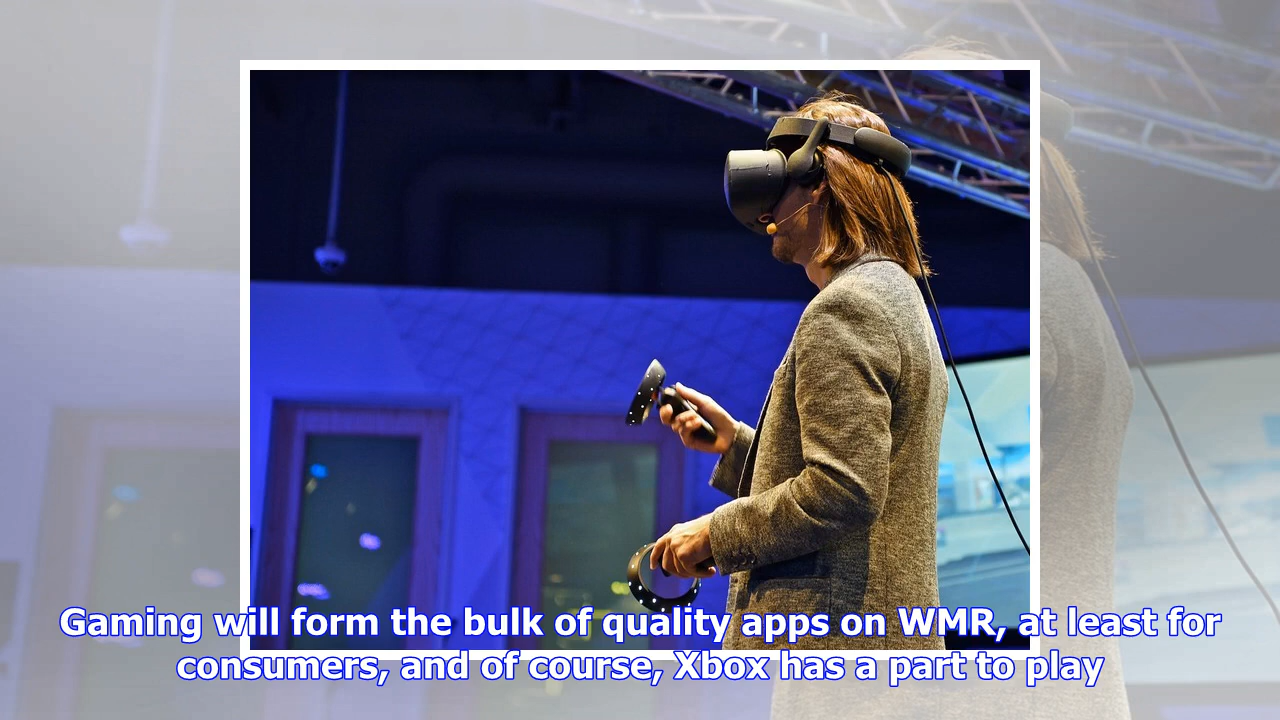 Gaming will form the bulk of quality apps on WMR, at least for
consumers, and of course, Xbox has a part to play